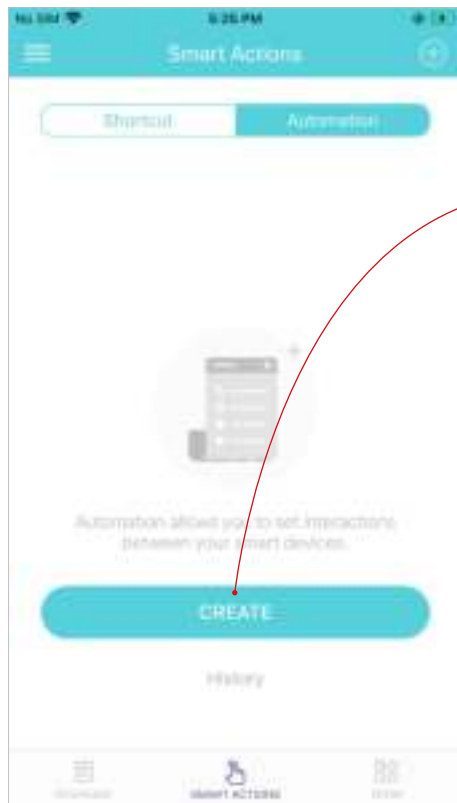 No SIM 5:25 PM
Smart Actions
Shortcut Automation
Automation allows you to set interactions
between your smart devices.
CREATE
History
SMART ACTIONS